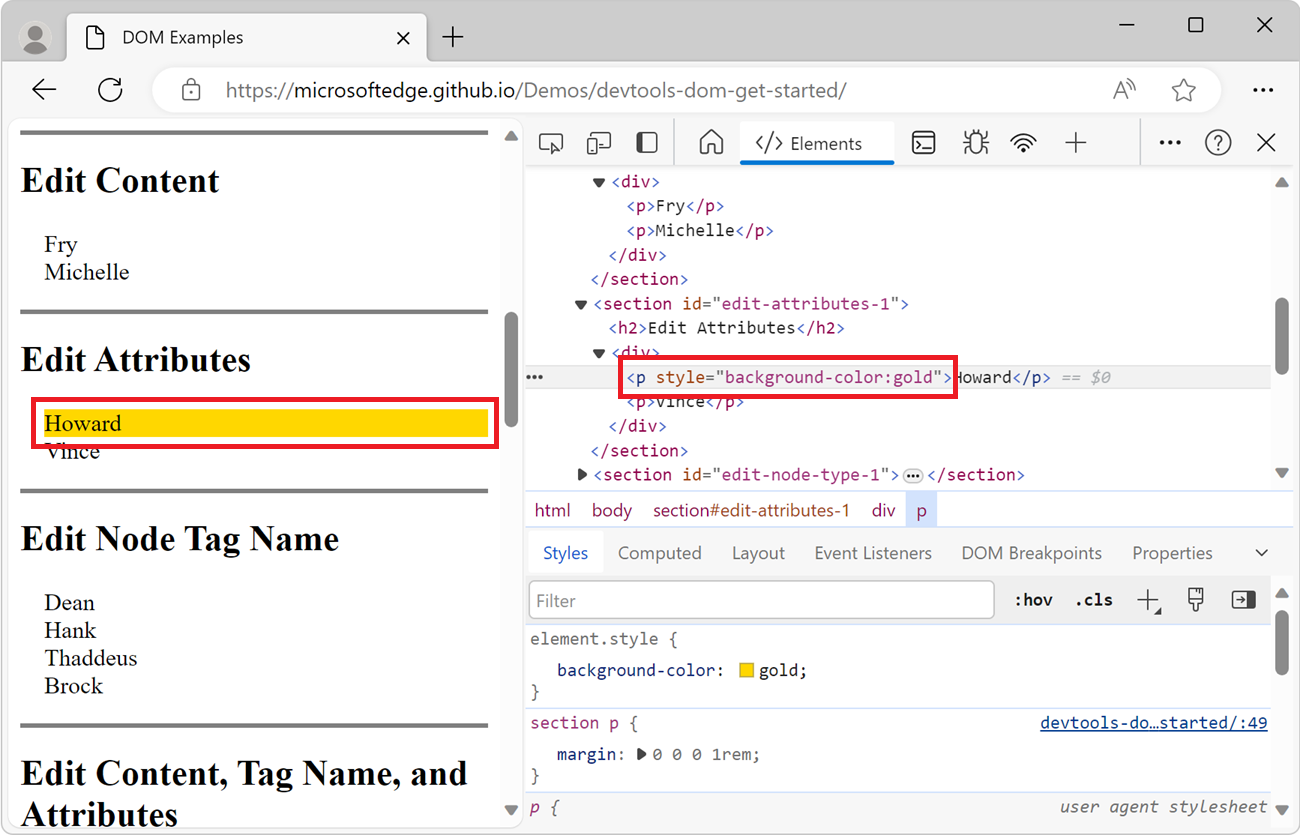 DOM Examples
https://microsoftedge.github.io/Demos/devtools-dom-get-started/
Edit Content
Fry
Michelle
Edit Attributes
Howard
Vince
Edit Node Tag Name
Dean
Hank
Thaddeus
Brock
Edit Content, Tag Name, and
Attributes
</> Elements
<div>
<p>Fry</p>
<p>Michelle</p>
</div>
</section>
<section id="edit-attributes-1">
<h2>Edit Attributes</h2>
<div>
<p style="background-color:gold">Howard</p> == $0
<p>Vince</p>
</div>
</section>
<section id="edit-node-type-1">…</section>
html body section#edit-attributes-1 div p
Styles Computed Layout Event Listeners DOM Breakpoints Properties
Filter :hov .cls
element.style {
background-color: gold;
}
section p { devtools-do…started/:49
margin: 0 0 0 1rem;
}
p { user agent stylesheet